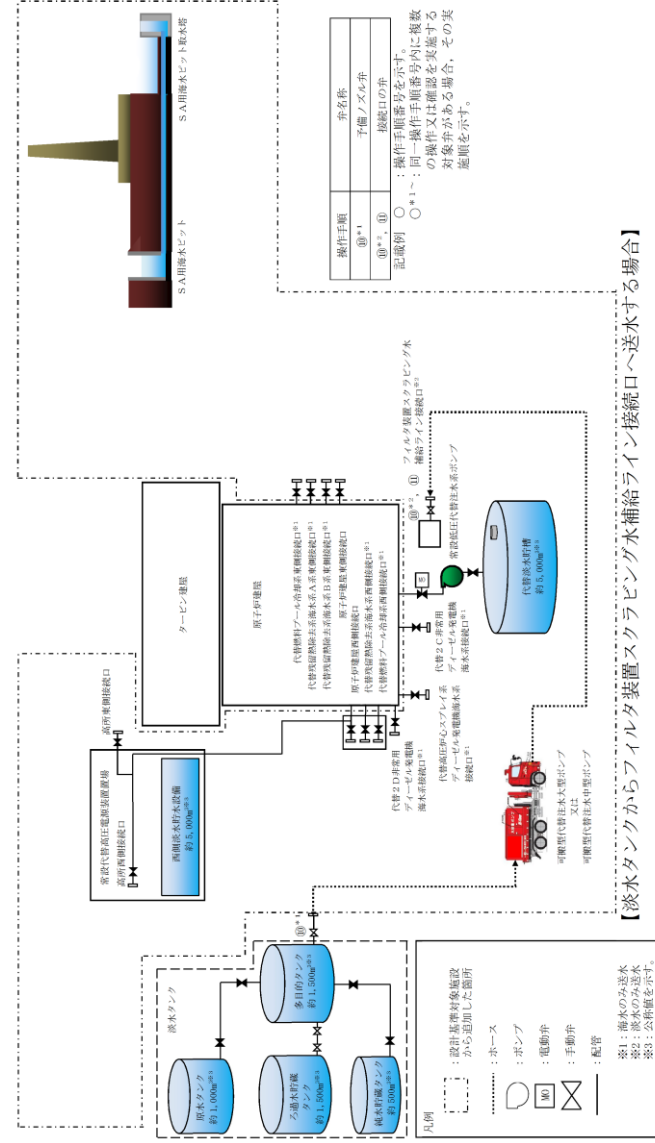 SA用海水ピット取水塔
SA用海水ピット
操作手順
弁名称
⑩*¹
予備ノズル弁
⑩*², ⑪
接続口の弁
記載例 ○ :操作手順番号を示す。
○*¹~:同一操作手順番号内に複数
の操作又は確認を実施する
対象弁がある場合,その実
施順を示す。
タービン建屋
原子炉建屋
代替燃料プール冷却系東側接続口※1
代替残留熱除去系海水系A系東側接続口※1
代替残留熱除去系海水系B系東側接続口※1
原子炉建屋東側接続口
原子炉建屋西側接続口
代替残留熱除去系海水系西側接続口※1
代替燃料プール冷却系西側接続口※1
高所東側接続口
常設代替高圧電源装置置場
高所西側接続口
西側淡水貯水設備
約5,000m³※3
代替2D非常用
ディーゼル発電機
海水系接続口※1
代替高圧炉心スプレイ系
ディーゼル発電機海水系
接続口※1
代替2C非常用
ディーゼル発電機
海水系接続口※1
MO
常設低圧代替注水系ポンプ
代替淡水貯槽
約5,000m³※3
⑩*², ⑪
フィルタ装置スクラビング水
補給ライン接続口※2
淡水タンク
原水タンク
約1,000m³※3
ろ過水貯蔵
タンク
約1,500m³※3
純水貯蔵タンク
約500m³※3
多目的タンク
約1,500m³※3
⑩*¹
可搬型代替注水大型ポンプ
又は
可搬型代替注水中型ポンプ
凡例
:設計基準対象施設
から追加した箇所
:ホース
:ポンプ
MO
:電動弁
:手動弁
:配管
※1:海水のみ送水
※2:淡水のみ送水
※3:公称値を示す。
【淡水タンクからフィルタ装置スクラビング水補給ライン接続口へ送水する場合】